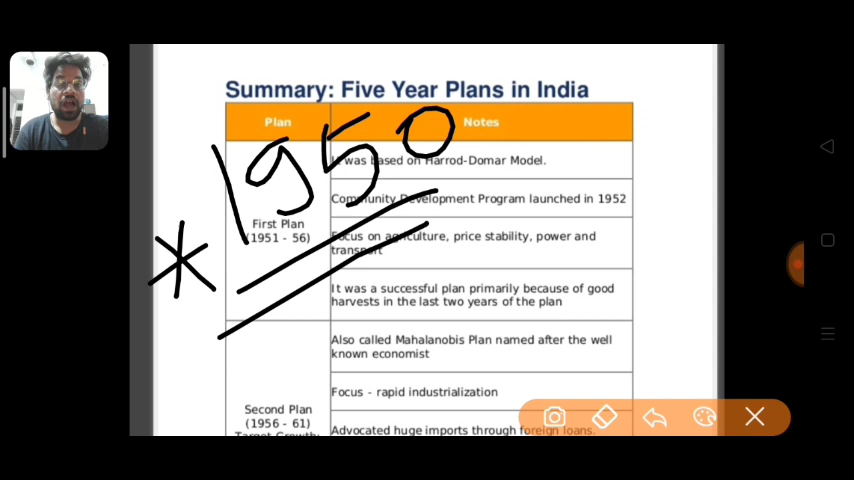 Summary: Five Year Plans in India
Plan Notes
1950
It was based on Harrod-Domar Model.
Community Development Program launched in 1952
First Plan
(1951 - 56)
Focus on agriculture, price stability, power and
transport
It was a successful plan primarily because of good
harvests in the last two years of the plan
Also called Mahalanobis Plan named after the well
known economist
Focus - rapid industrialization
Second Plan
(1956 - 61)
Target Growth:
Advocated huge imports through foreign loans.